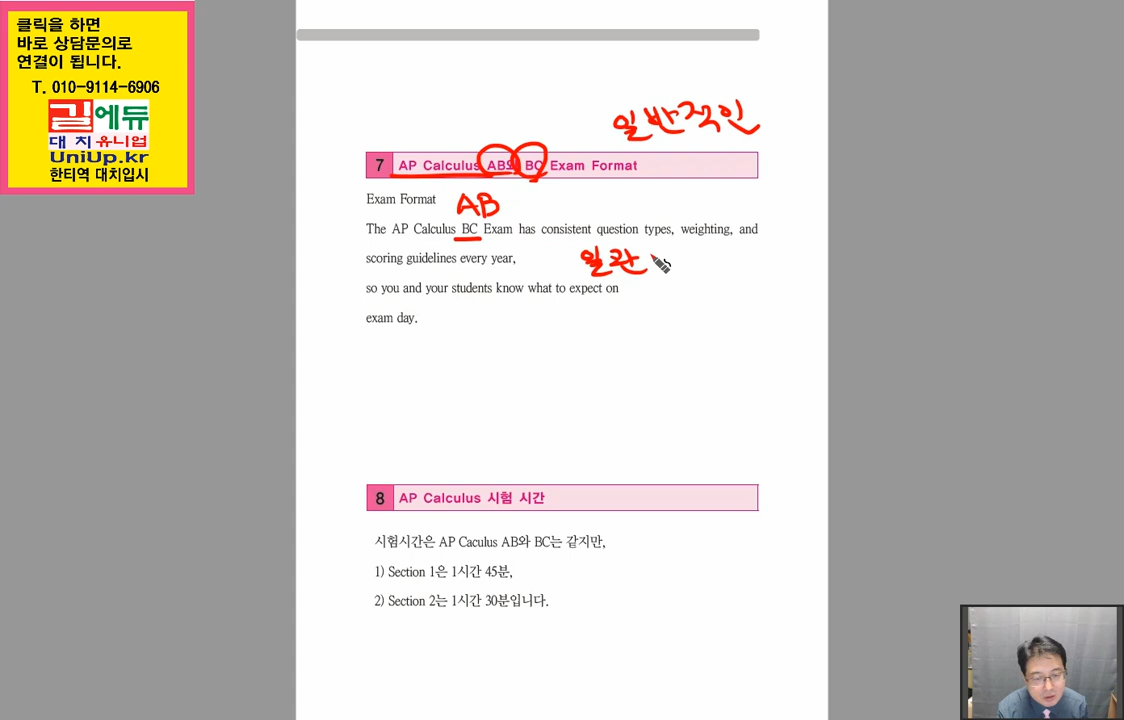 클릭을 하면
바로 상담문의로
연결이 됩니다.
T. 010-9114-6906
길에듀
대 치 유니업
UniUp.kr
한티역 대치입시
일반적인
7 AP Calculus AB와 BC Exam Format
Exam Format
AB
The AP Calculus BC Exam has consistent question types, weighting, and
scoring guidelines every year,
일관
so you and your students know what to expect on
exam day.
8 AP Calculus 시험 시간
시험시간은 AP Caculus AB와 BC는 같지만,
1) Section 1은 1시간 45분,
2) Section 2는 1시간 30분입니다.